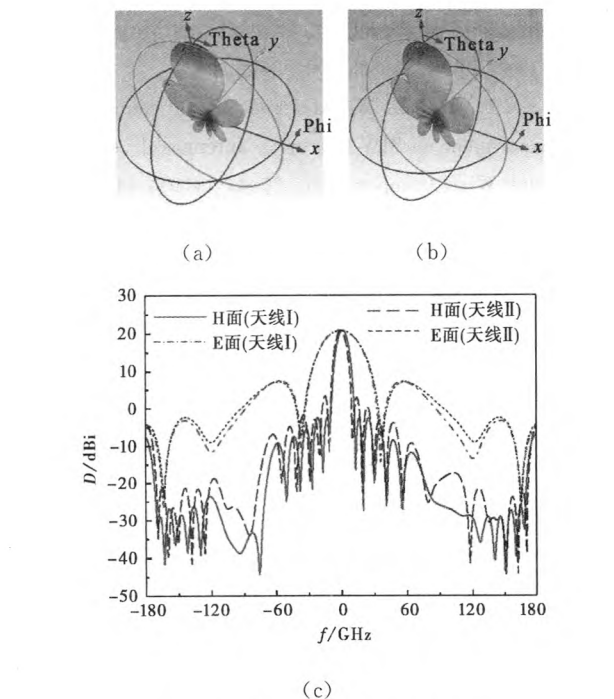 z
Theta
y
Phi
x
z
Theta
y
Phi
x
(a)
(b)
30
20
10
0
-10
-20
-30
-40
-50
D/dBi
H面(天线Ⅰ)
E面(天线Ⅰ)
H面(天线Ⅱ)
E面(天线Ⅱ)
-180
-120
-60
0
60
120
180
f/GHz
(c)